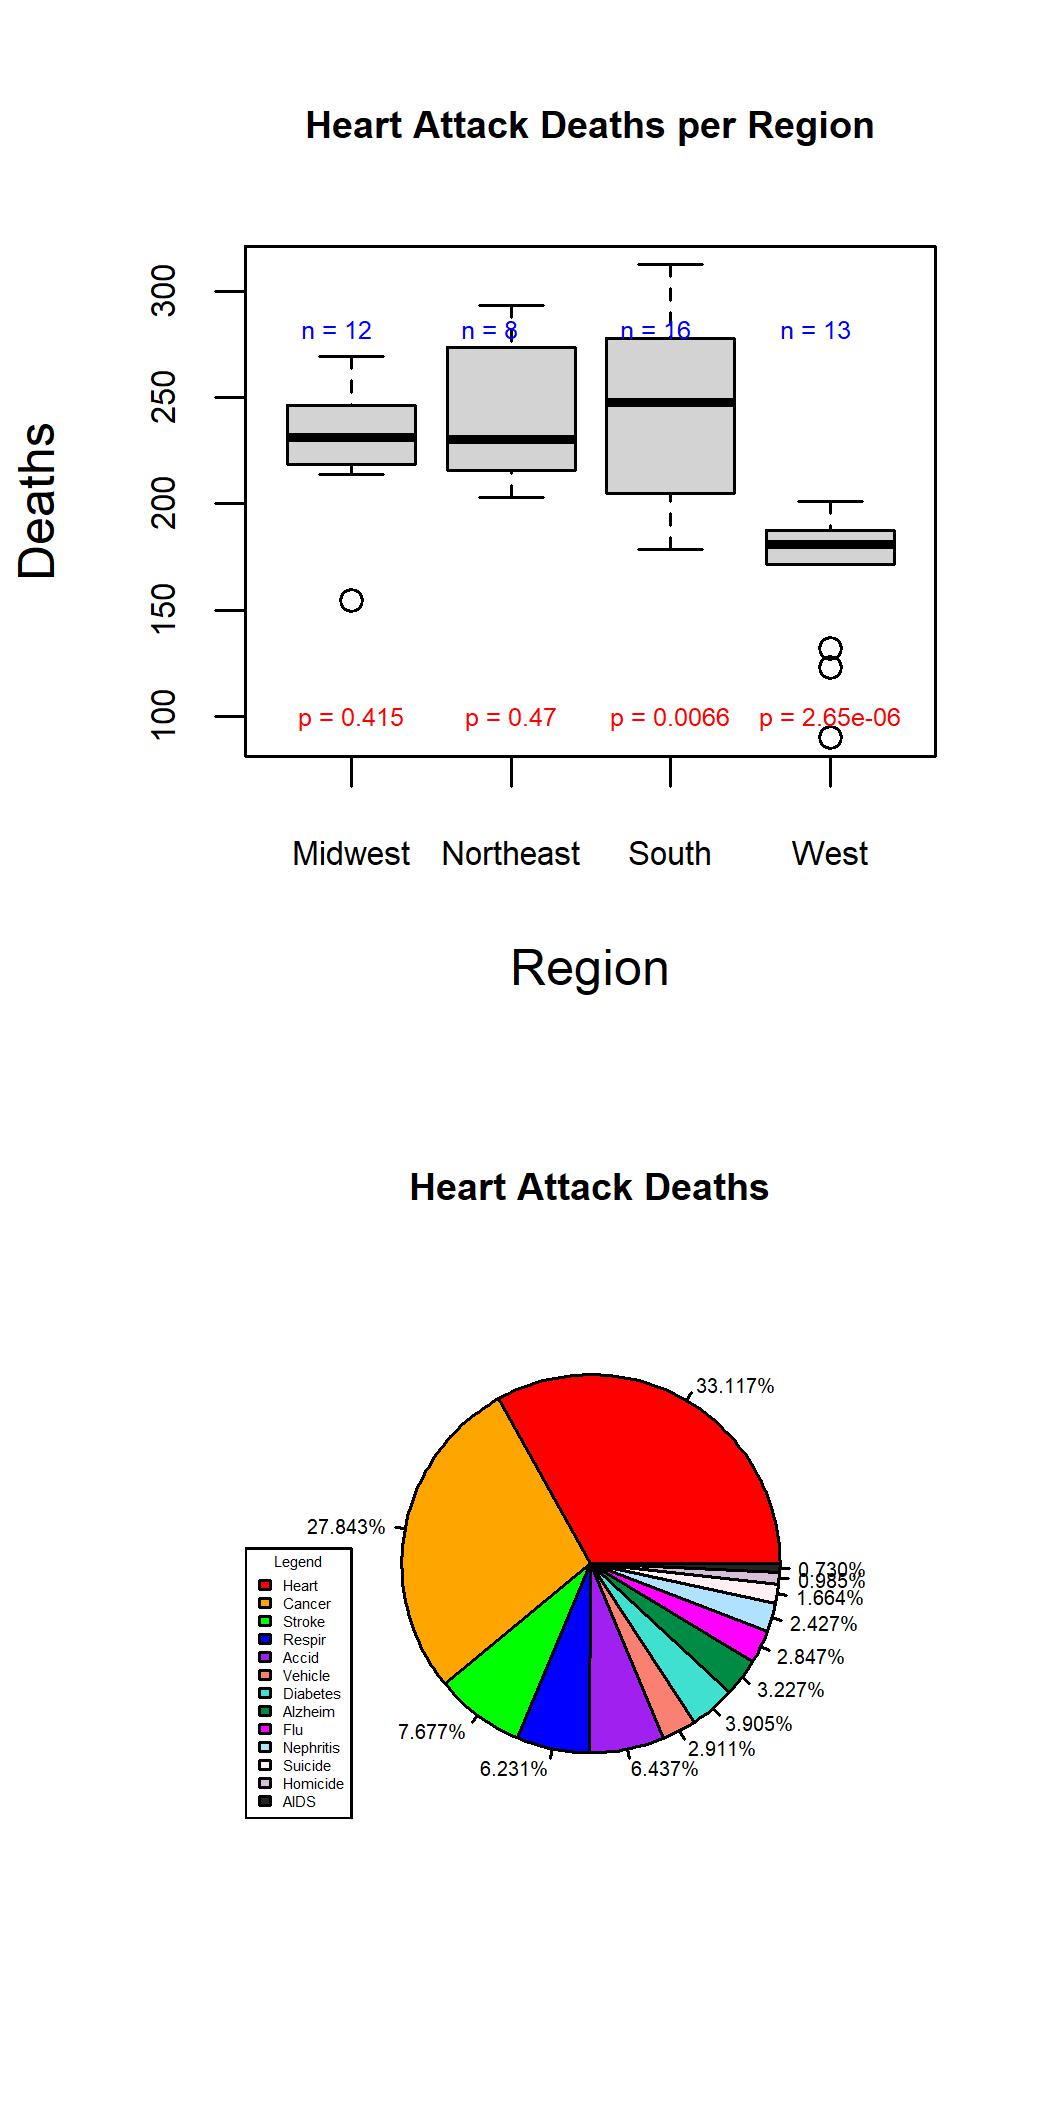 Heart Attack Deaths per Region
Deaths
300
250
200
150
100
n = 12
n = 8
n = 16
n = 13
p = 0.415
p = 0.47
p = 0.0066
p = 2.65e-06
Midwest
Northeast
South
West
Region
Heart Attack Deaths
33.117%
27.843%
7.677%
6.231%
6.437%
2.911%
3.905%
3.227%
2.847%
2.427%
1.664%
0.985%
0.730%
Legend
Heart
Cancer
Stroke
Respir
Accid
Vehicle
Diabetes
Alzheim
Flu
Nephritis
Suicide
Homicide
AIDS